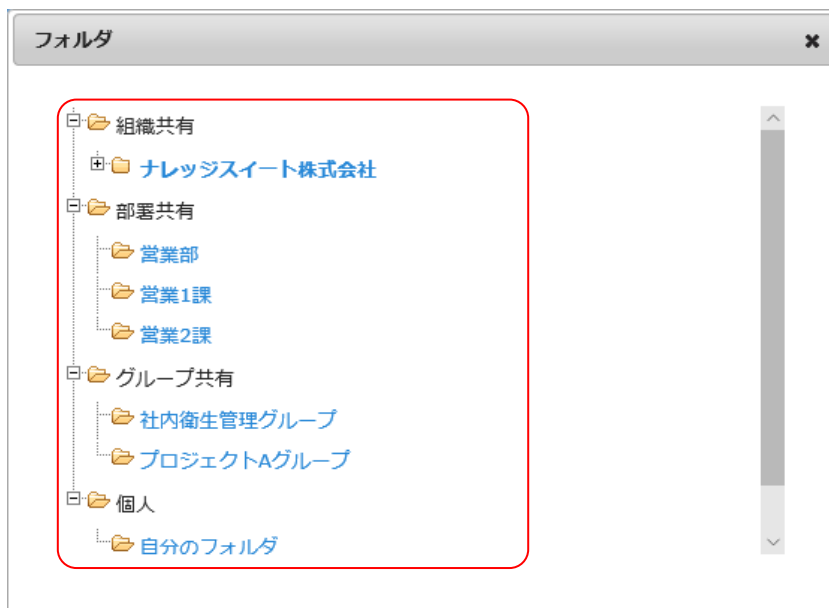 フォルダ
組織共有
ナレッジスイート株式会社
部署共有
営業部
営業1課
営業2課
グループ共有
社内衛生管理グループ
プロジェクトAグループ
個人
自分のフォルダ